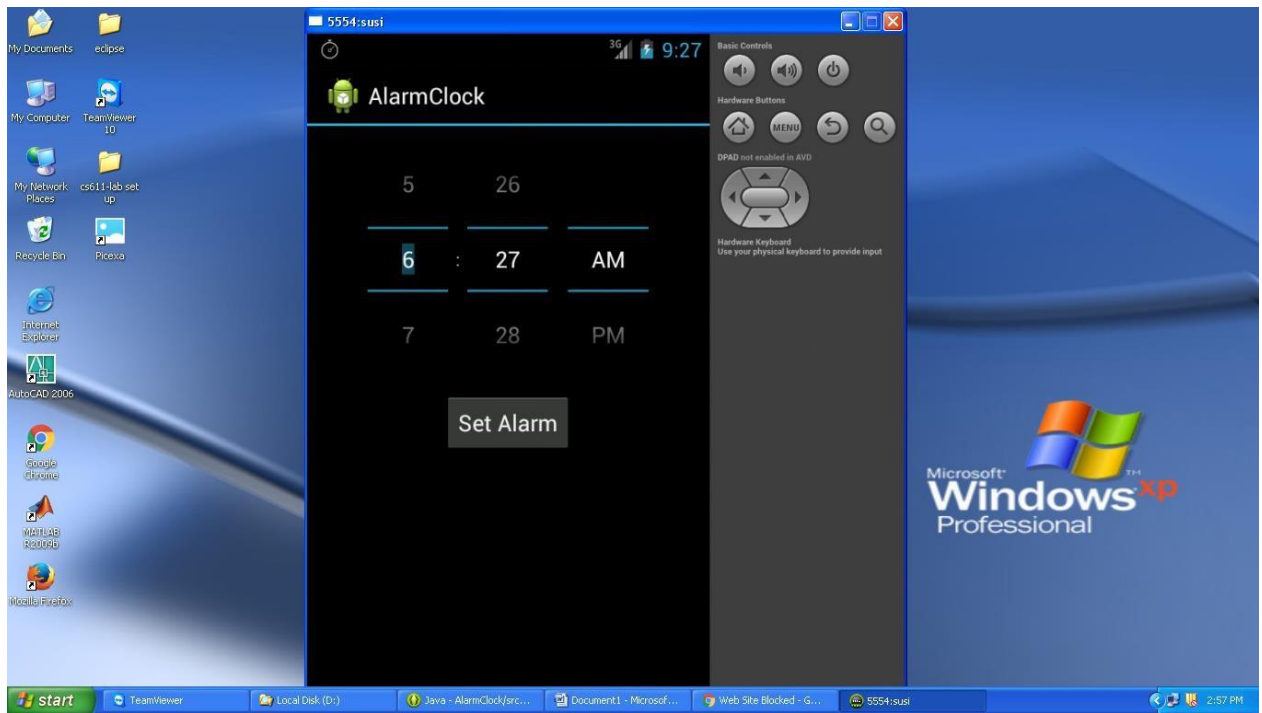 My Documents
eclipse
My Computer
TeamViewer
10
My Network
Places
cs611-lab set
up
Recycle Bin
Picexa
Internet
Explorer
AutoCAD 2006
Google
Chrome
MATLAB
R2009b
Mozilla Firefox
5554:susi
3G
9:27
AlarmClock
5
26
6
:
27
AM
7
28
PM
Set Alarm
Basic Controls
Hardware Buttons
MENU
DPAD not enabled in AVD
Hardware Keyboard
Use your physical keyboard to provide input
Microsoft
Windows xp
TM
Professional
start
TeamViewer
Local Disk (D:)
Java - AlarmClock/src...
Document1 - Microsof...
Web Site Blocked - G...
5554:susi
2:57 PM